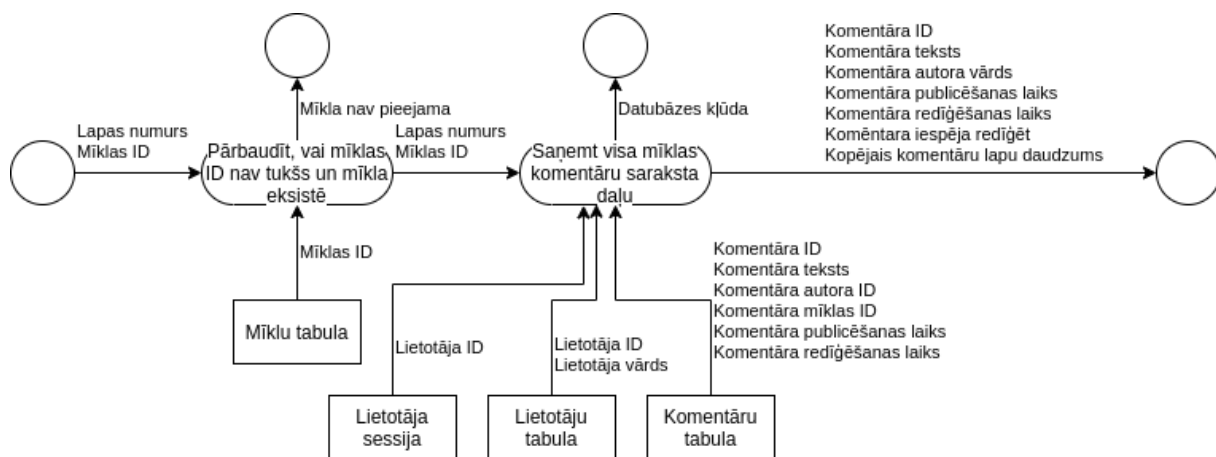 Komentāra ID
Komentāra teksts
Komentāra autora vārds
Komentāra publicēšanas laiks
Komentāra redīģēšanas laiks
Komēntara iespēja redīģēt
Kopējais komentāru lapu daudzums
Mīkla nav pieejama
Datubāzes kļūda
Lapas numurs
Mīklas ID
Pārbaudīt, vai mīklas
ID nav tukšs un mīkla
eksistē
Lapas numurs
Mīklas ID
Saņemt visa mīklas
komentāru saraksta
daļu
Mīklas ID
Mīklu tabula
Lietotāja ID
Lietotāja ID
Lietotāja vārds
Komentāra ID
Komentāra teksts
Komentāra autora ID
Komentāra mīklas ID
Komentāra publicēšanas laiks
Komentāra redīģēšanas laiks
Lietotāja
sessija
Lietotāju
tabula
Komentāru
tabula